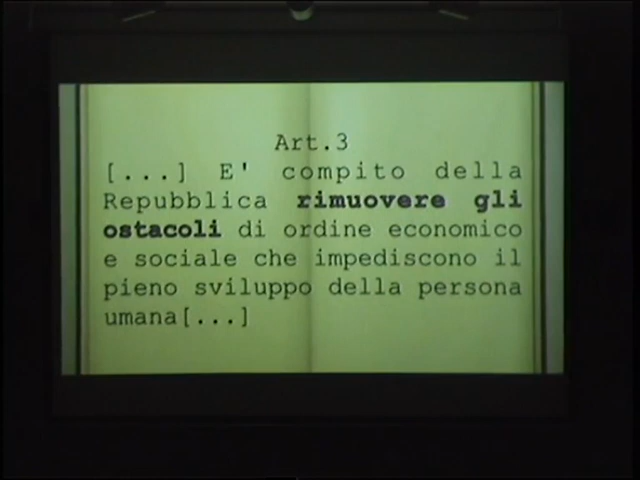 Art.3
[...] E' compito della
Repubblica rimuovere gli
ostacoli di ordine economico
e sociale che impediscono il
pieno sviluppo della persona
umana[...]